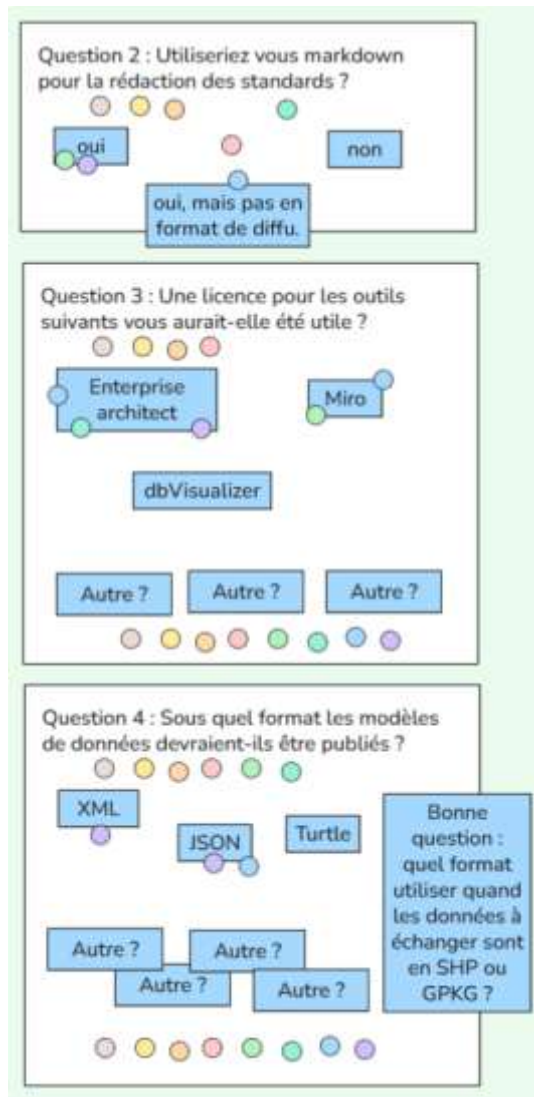 Question 2 : Utiliseriez vous markdown
pour la rédaction des standards ?
oui
non
oui, mais pas en
format de diffu.
Question 3 : Une licence pour les outils
suivants vous aurait-elle été utile ?
Enterprise
architect
Miro
dbVisualizer
Autre ?
Autre ?
Autre ?
Question 4 : Sous quel format les modèles
de données devraient-ils être publiés ?
XML
JSON
Turtle
Bonne
question :
quel format
utiliser quand
les données à
échanger sont
en SHP ou
GPKG ?
Autre ?
Autre ?
Autre ?
Autre ?